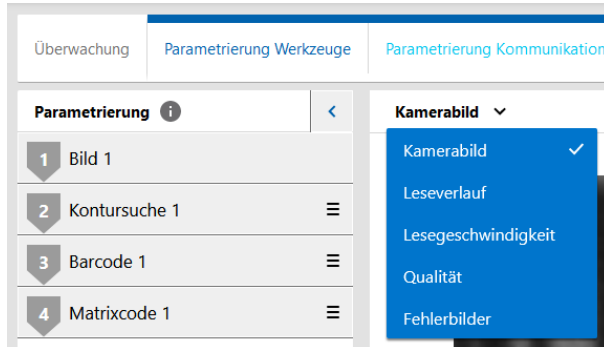 Überwachung
Parametrierung Werkzeuge
Parametrierung Kommunikation
Parametrierung i
Kamerabild
1 Bild 1
2 Kontursuche 1
3 Barcode 1
4 Matrixcode 1
Kamerabild
Leseverlauf
Lesegeschwindigkeit
Qualität
Fehlerbilder